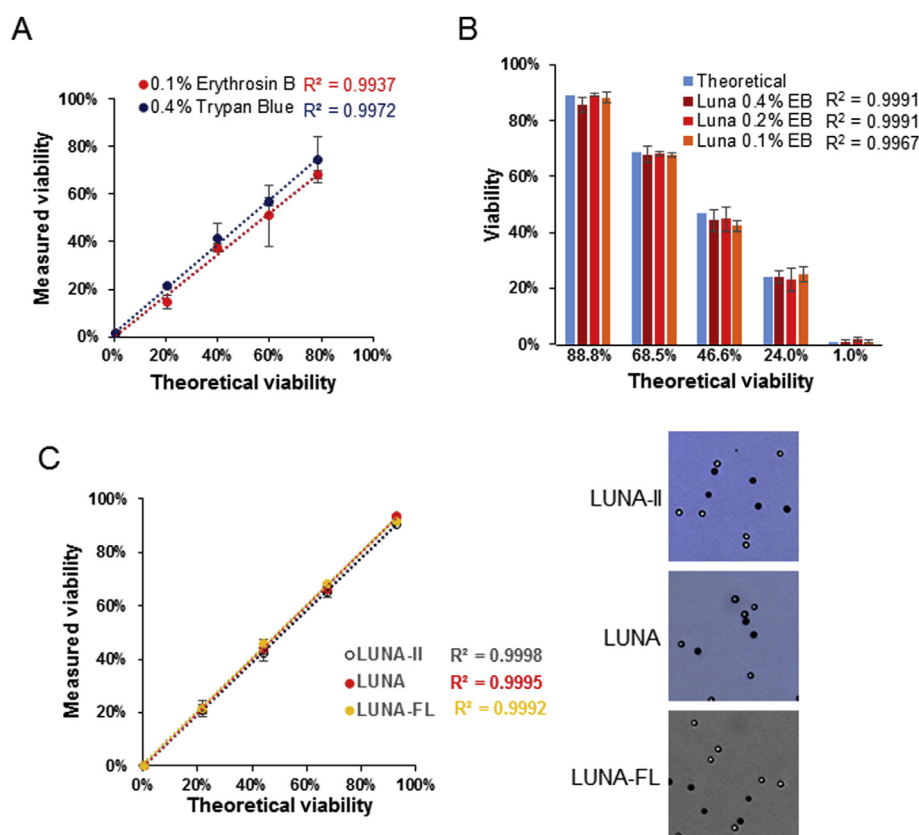 A
0.1% Erythrosin B R² = 0.9937
0.4% Trypan Blue R² = 0.9972
100%
80%
60%
40%
20%
0%
Measured viability
0% 20% 40% 60% 80% 100%
Theoretical viability
B
Theoretical
Luna 0.4% EB R² = 0.9991
Luna 0.2% EB R² = 0.9991
Luna 0.1% EB R² = 0.9967
100%
80%
60%
40%
20%
0%
Viability
88.8% 68.5% 46.6% 24.0% 1.0%
Theoretical viability
C
100%
80%
60%
40%
20%
0%
Measured viability
LUNA-II R² = 0.9998
LUNA R² = 0.9995
LUNA-FL R² = 0.9992
0% 20% 40% 60% 80% 100%
Theoretical viability
LUNA-II
LUNA
LUNA-FL